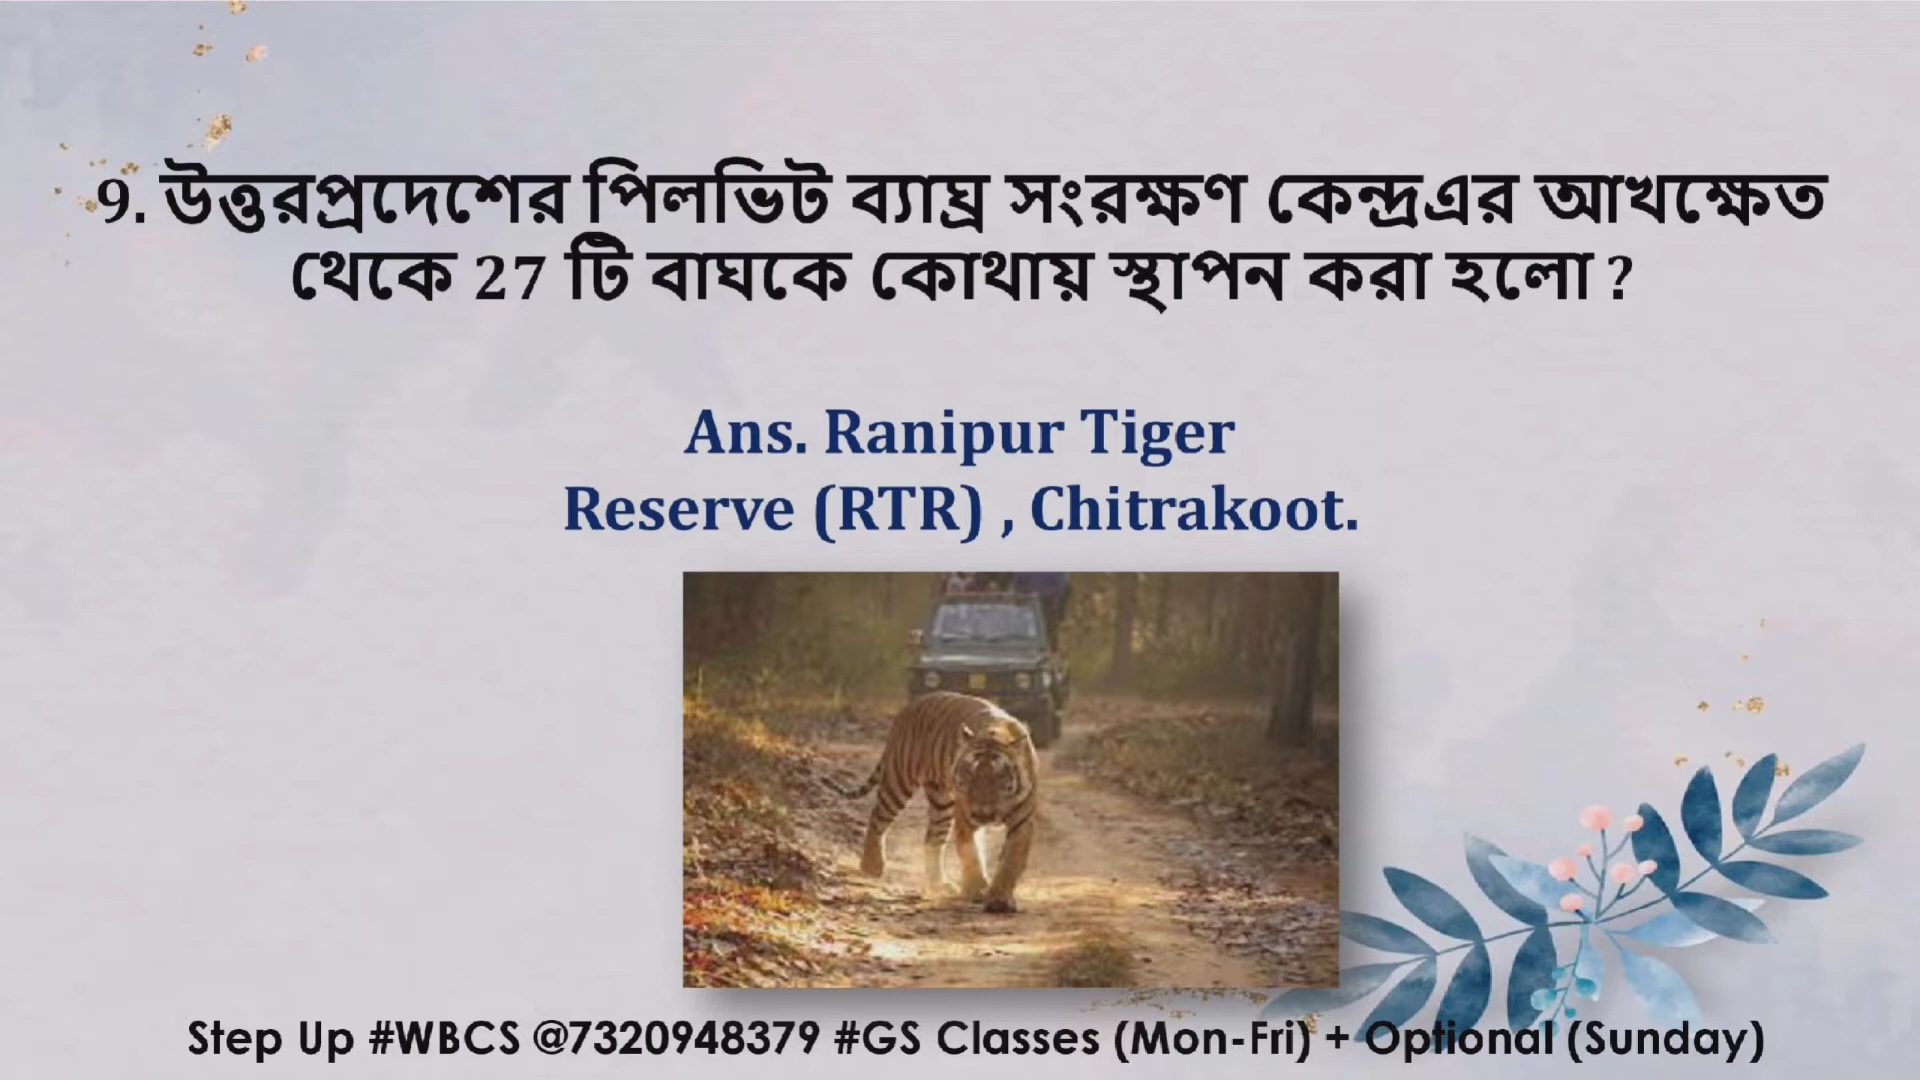 9. উত্তরপ্রদেশের পিলভিট ব্যাঘ্র সংরক্ষণ কেন্দ্রএর আখক্ষেত
থেকে 27 টি বাঘকে কোথায় স্থাপন করা হলো ?
Ans. Ranipur Tiger
Reserve (RTR) , Chitrakoot.
Step Up #WBCS @7320948379 #GS Classes (Mon-Fri) + Optional (Sunday)